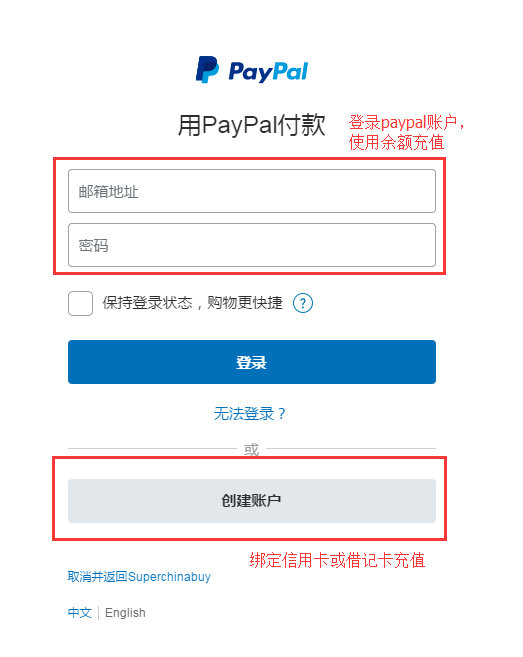 PayPal
用PayPal付款
登录paypal账户，
使用余额充值
邮箱地址
密码
保持登录状态，购物更快捷 ?
登录
无法登录？
或
创建账户
绑定信用卡或借记卡充值
取消并返回Superchinabuy
中文 | English